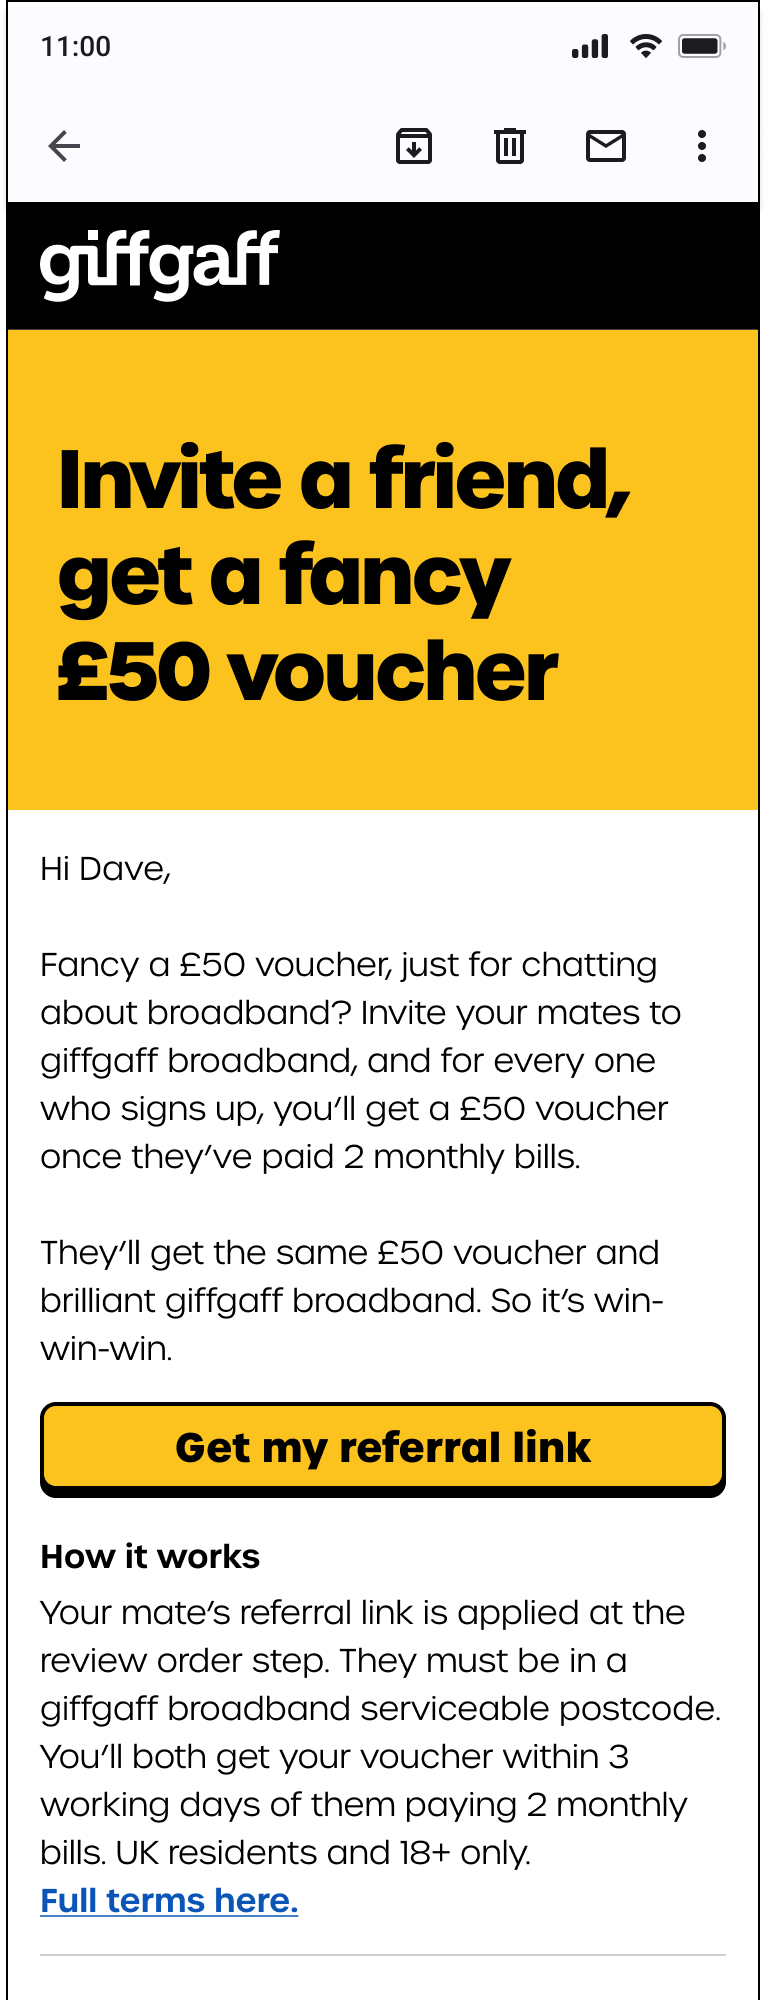 11:00
giffgaff
Invite a friend,
get a fancy
£50 voucher
Hi Dave,
Fancy a £50 voucher, just for chatting
about broadband? Invite your mates to
giffgaff broadband, and for every one
who signs up, you’ll get a £50 voucher
once they’ve paid 2 monthly bills.
They’ll get the same £50 voucher and
brilliant giffgaff broadband. So it’s win-
win-win.
Get my referral link
How it works
Your mate’s referral link is applied at the
review order step. They must be in a
giffgaff broadband serviceable postcode.
You’ll both get your voucher within 3
working days of them paying 2 monthly
bills. UK residents and 18+ only.
Full terms here.